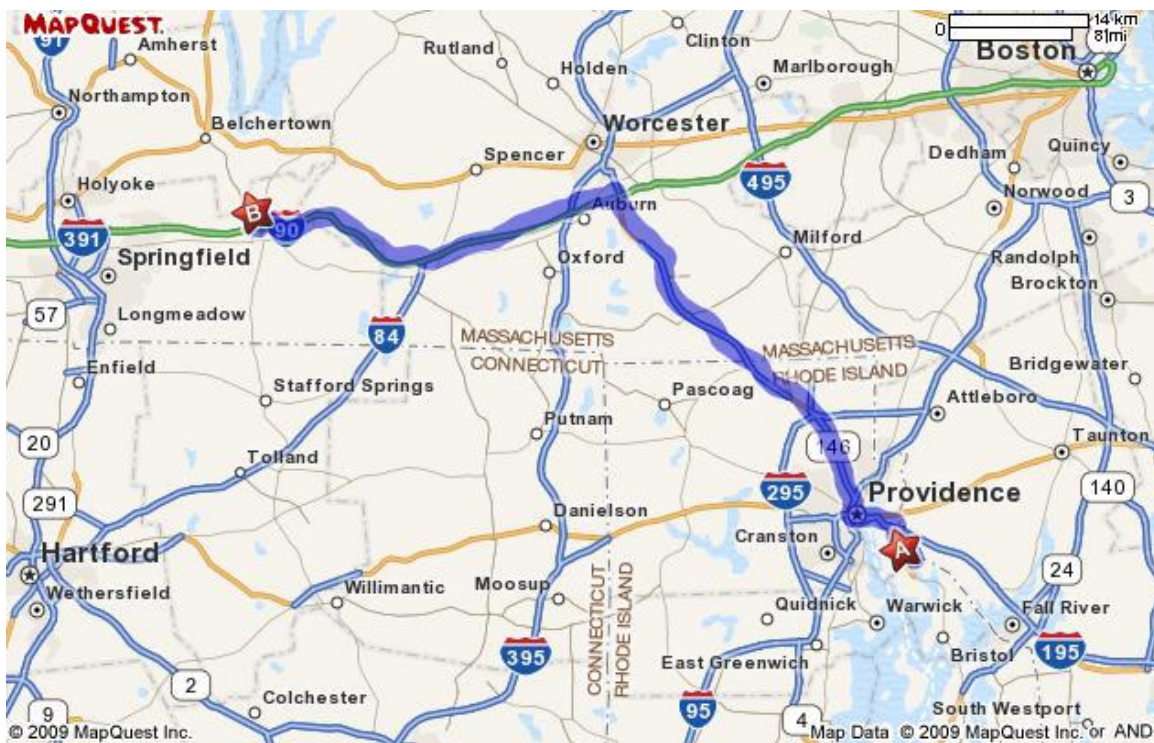 MAPQUEST.
14 km
0
8 mi
91
Amherst
Rutland
Clinton
Boston
Holden
Marlborough
Northampton
Belchertown
Worcester
Dedham
Quincy
Spencer
495
Holyoke
Norwood
3
B
90
Auburn
391
Springfield
Oxford
Milford
Randolph
Brockton
57
Longmeadow
84
MASSACHUSETTS
CONNECTICUT
MASSACHUSETTS
RHODE ISLAND
Bridgewater
Enfield
Stafford Springs
Pascoag
Attleboro
Putnam
20
146
Taunton
Tolland
291
295
Providence
140
Danielson
Hartford
Cranston
A
Willimantic
Moosup
24
Wethersfield
Quidnick
Warwick
Fall River
CONNECTICUT
RHODE ISLAND
395
East Greenwich
Bristol
195
2
Colchester
95
9
4
South Westport
© 2009 MapQuest Inc.
Map Data © 2009 MapQuest Inc. or AND